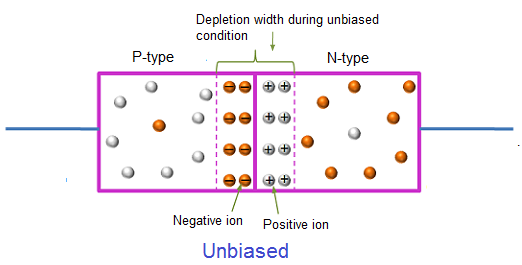 Depletion width during unbiased
condition
P-type
N-type
Negative ion
Positive ion
Unbiased